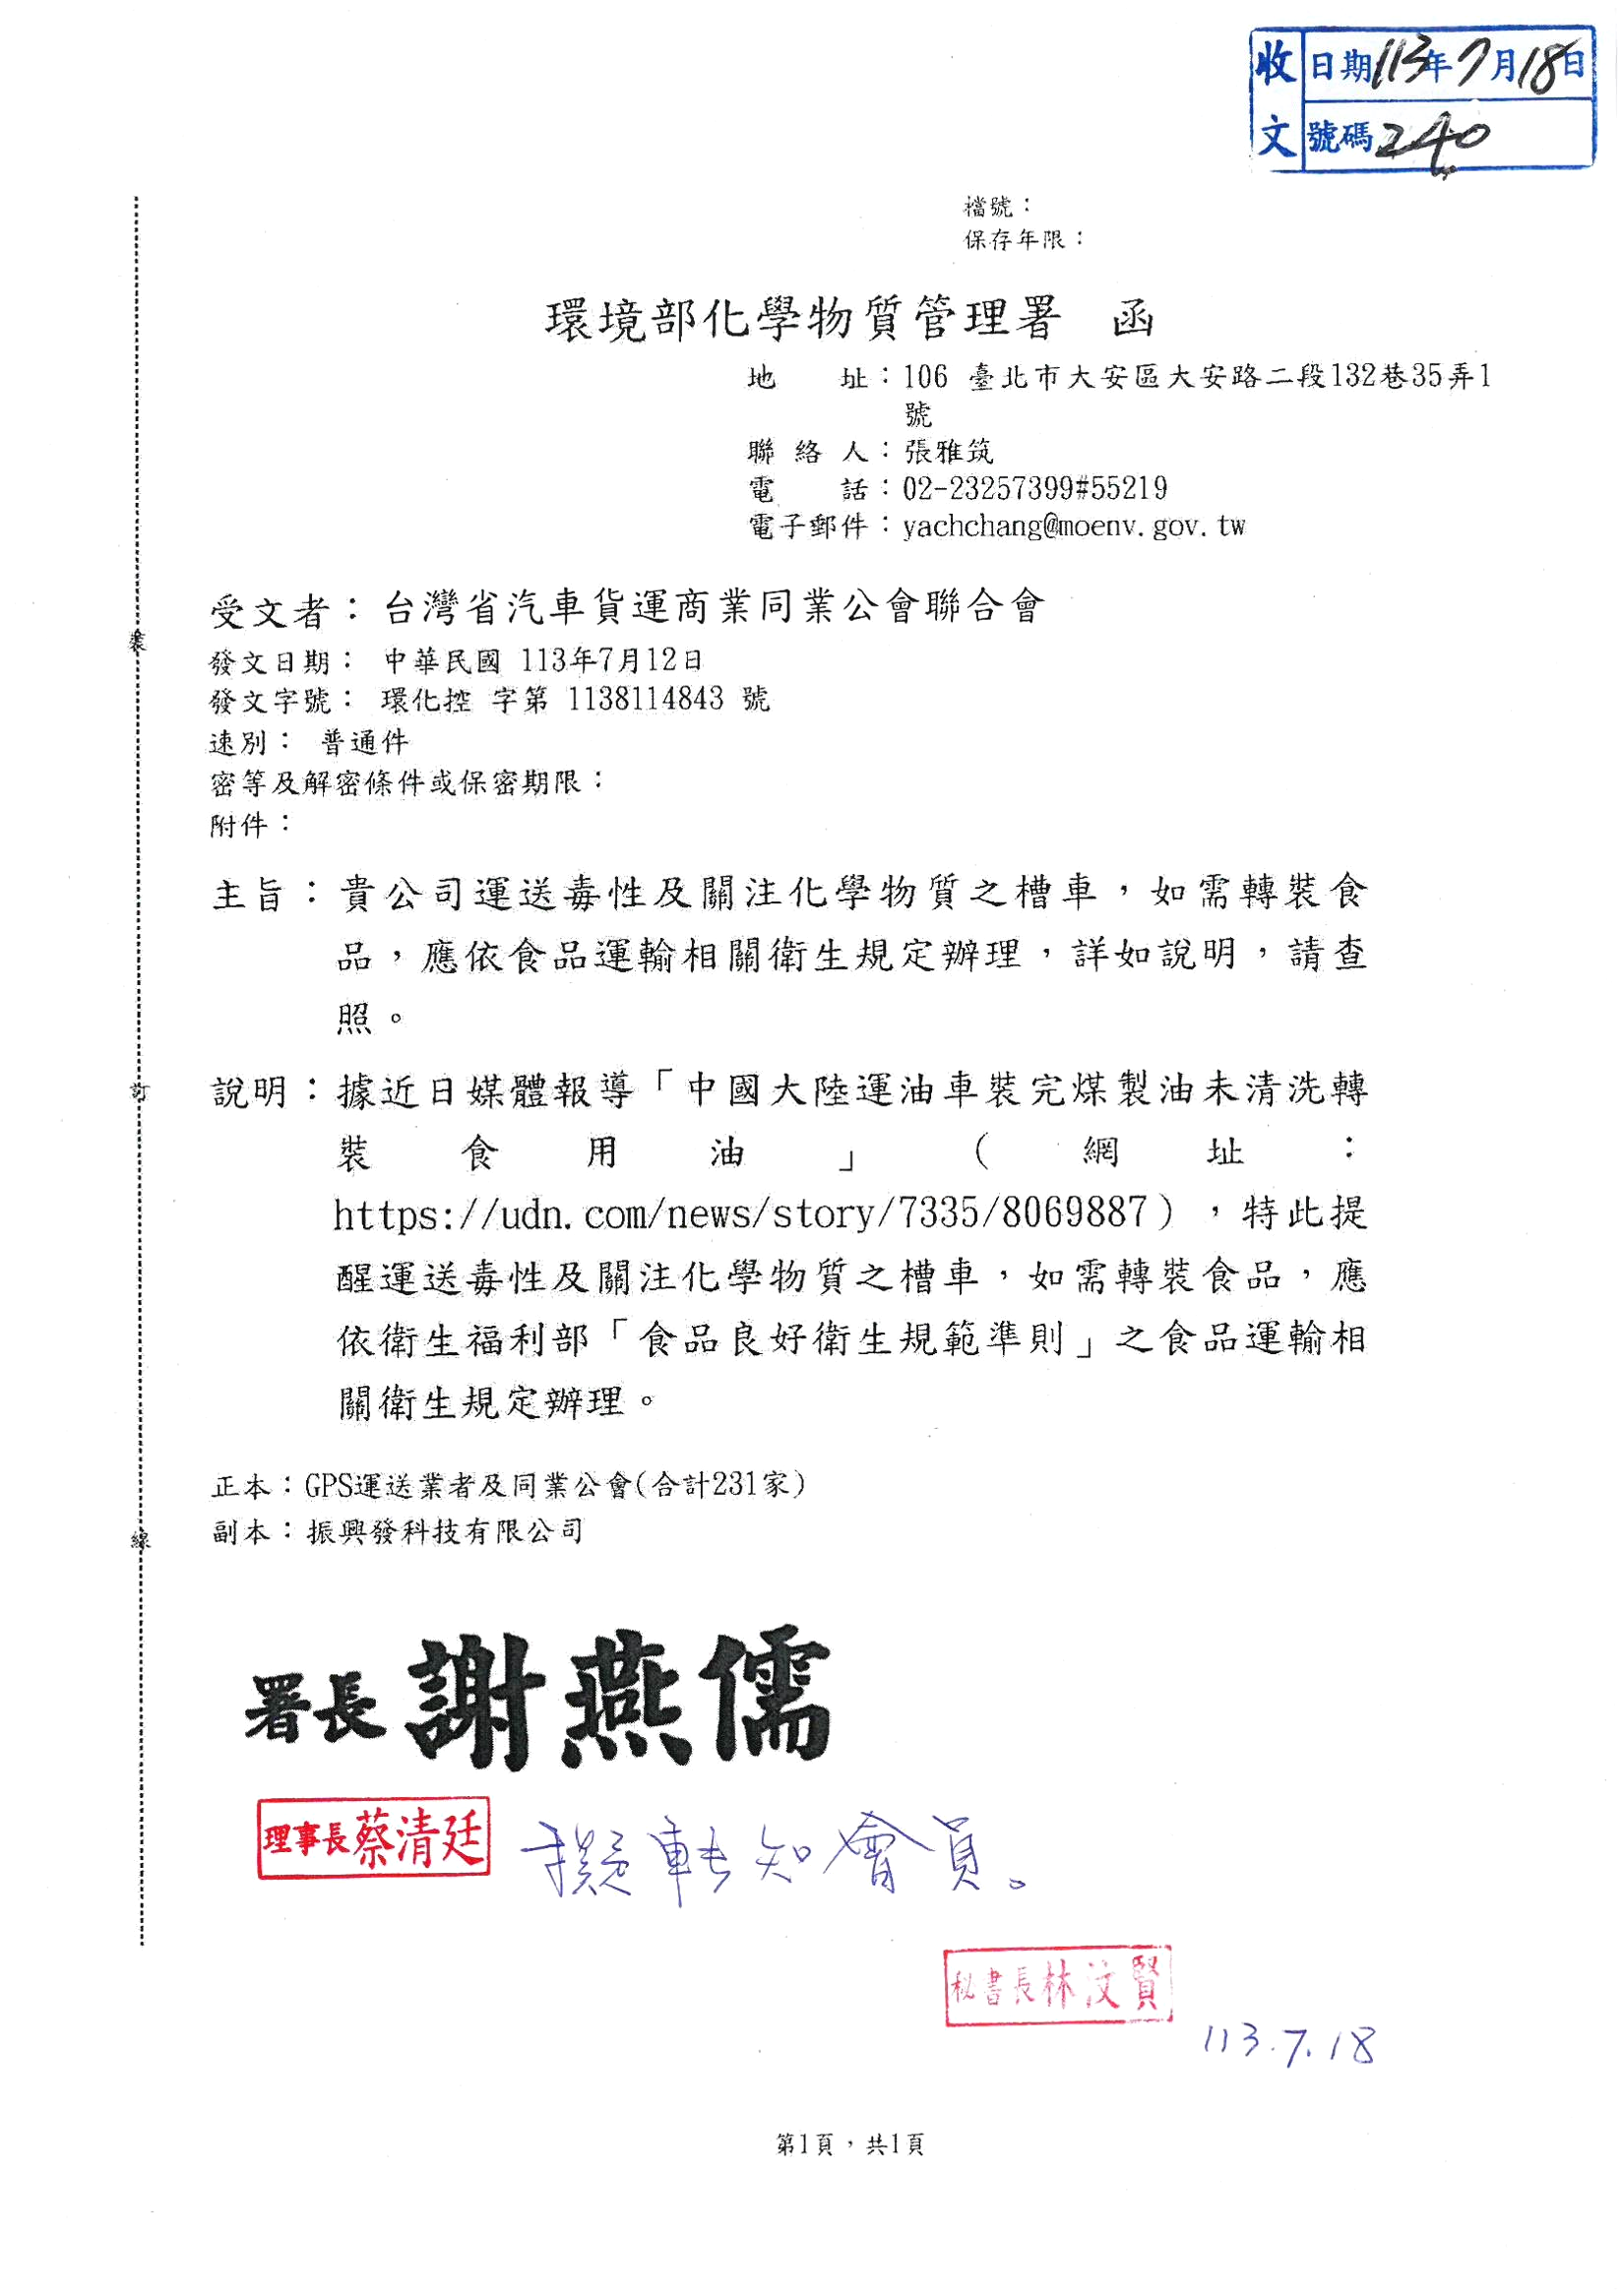 收文
日期113年7月18日
號碼240
檔號：
保存年限：
環境部化學物質管理署　函
地　　址：106 臺北市大安區大安路二段132巷35弄1
號
聯 絡 人：張雅筑
電　　話：02-23257399#55219
電子郵件：yachchang@moenv.gov.tw
受文者：台灣省汽車貨運商業同業公會聯合會
發文日期：中華民國 113年7月12日
發文字號：環化控 字第 1138114843 號
速別：普通件
密等及解密條件或保密期限：
附件：
主旨：貴公司運送毒性及關注化學物質之槽車，如需轉裝食
品，應依食品運輸相關衛生規定辦理，詳如說明，請查
照。
說明：據近日媒體報導「中國大陸運油車裝完煤製油未清洗轉
裝食用油」（網址：
https://udn.com/news/story/7335/8069887），特此提
醒運送毒性及關注化學物質之槽車，如需轉裝食品，應
依衛生福利部「食品良好衛生規範準則」之食品運輸相
關衛生規定辦理。
正本：GPS運送業者及同業公會(合計231家)
副本：振興發科技有限公司
裝
訂
線
署長 謝燕儒
理事長蔡清廷
擬轉知會員。
秘書長林汶賢
113.7.18
第1頁，共1頁